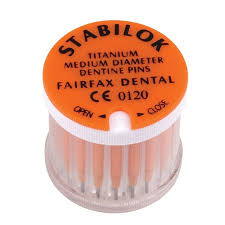 STABILOK
TITANIUM
MEDIUM DIAMETER
DENTINE PINS
FAIRFAX DENTAL
CE 0120
OPEN CLOSE